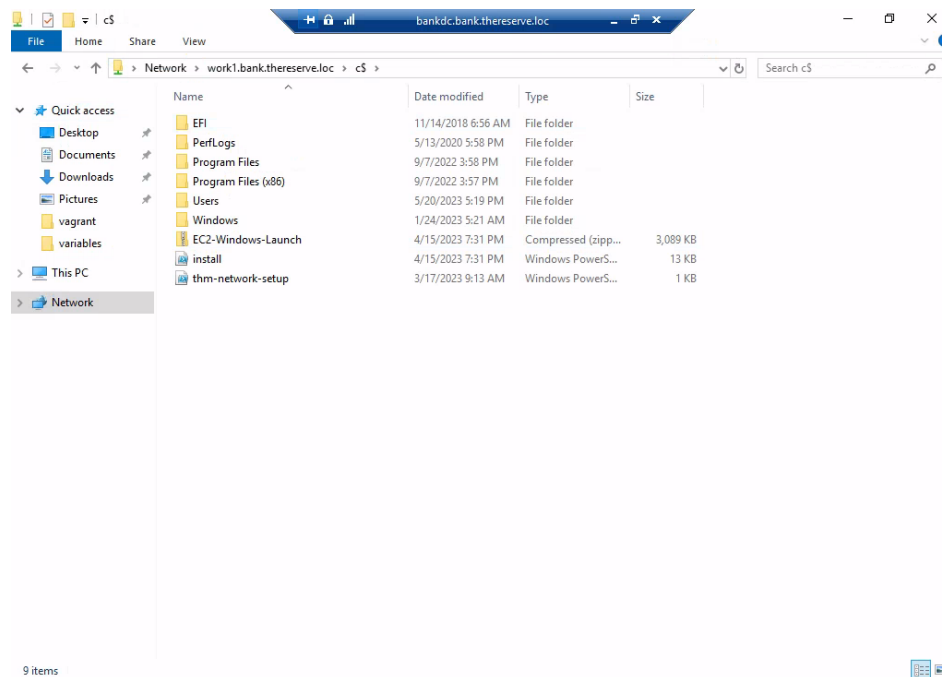 c$
bankdc.bank.thereserve.loc
File Home Share View
Network > work1.bank.thereserve.loc > c$ >
Search c$
Name Date modified Type Size
Quick access
Desktop
Documents
Downloads
Pictures
vagrant
variables
This PC
Network
EFI 11/14/2018 6:56 AM File folder
PerfLogs 5/13/2020 5:58 PM File folder
Program Files 9/7/2022 3:58 PM File folder
Program Files (x86) 9/7/2022 3:57 PM File folder
Users 5/20/2023 5:19 PM File folder
Windows 1/24/2023 5:21 AM File folder
EC2-Windows-Launch 4/15/2023 7:31 PM Compressed (zipp... 3,089 KB
install 4/15/2023 7:31 PM Windows PowerS... 13 KB
thm-network-setup 3/17/2023 9:13 AM Windows PowerS... 1 KB
9 items